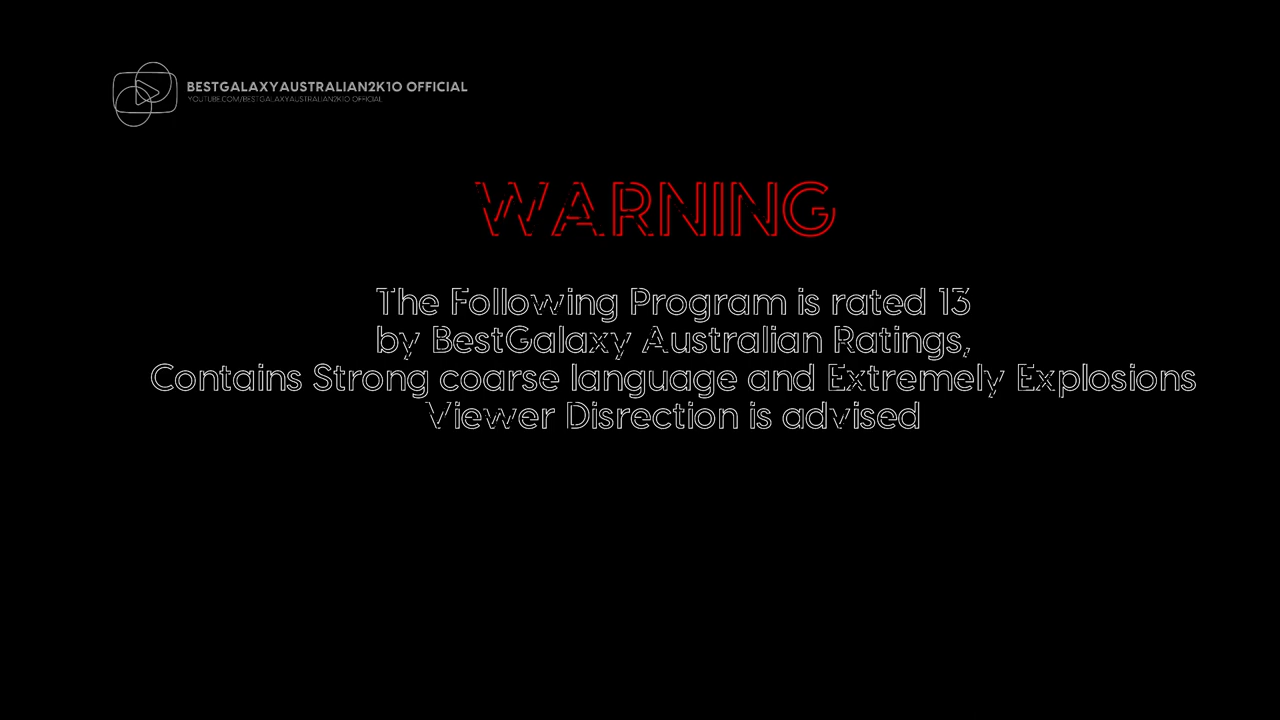 BESTGALAXYAUSTRALIAN2K10 OFFICIAL
YOUTUBE.COM/BESTGALAXYAUSTRALIAN2K10 OFFICIAL
WARNING
The Following Program is rated 13
by BestGalaxy Australian Ratings,
Contains Strong coarse language and Extremely Explosions
Viewer Disrection is advised